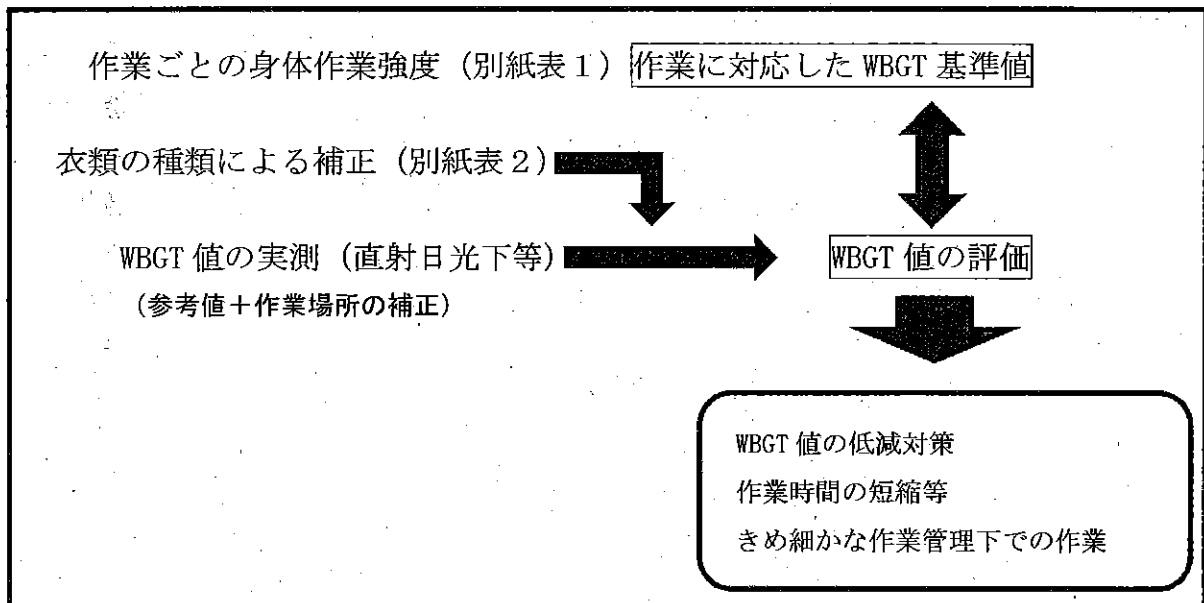 作業ごとの身体作業強度（別紙表１） 作業に対応したWBGT基準値
衣類の種類による補正（別紙表２）
WBGT値の実測（直射日光下等） WBGT値の評価
（参考値＋作業場所の補正）
WBGT値の低減対策
作業時間の短縮等
きめ細かな作業管理下での作業